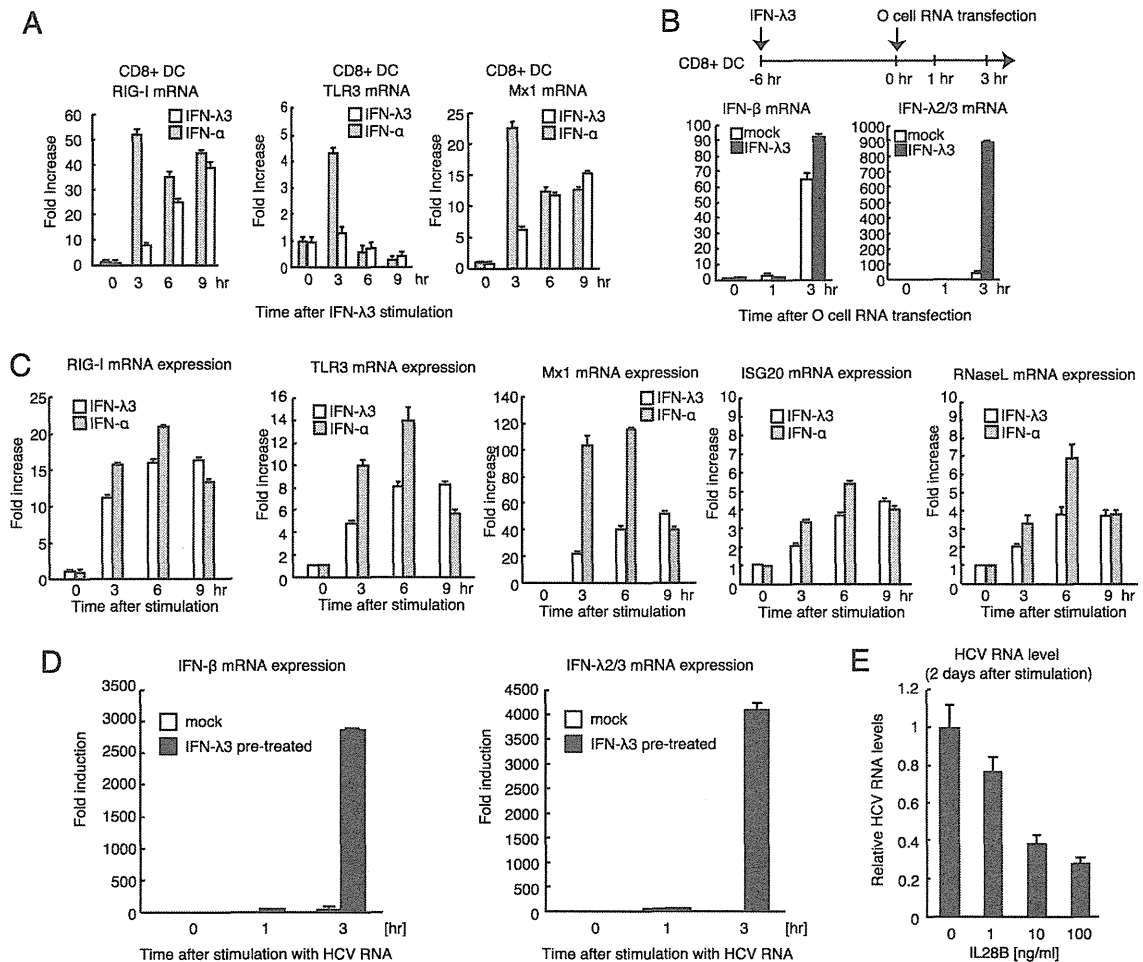 A
CD8+ DC
RIG-I mRNA
IFN-λ3
IFN-α
Fold Increase
60
50
40
30
20
10
0 3 6 9 hr
CD8+ DC
TLR3 mRNA
IFN-λ3
IFN-α
Fold Increase
6
5
4
3
2
1
0
0 3 6 9 hr
CD8+ DC
Mx1 mRNA
IFN-λ3
IFN-α
Fold Increase
25
20
15
10
5
0
0 3 6 9 hr
Time after IFN-λ3 stimulation
B
IFN-λ3
O cell RNA transfection
CD8+ DC
-6 hr 0 hr 1 hr 3 hr
IFN-β mRNA
mock
IFN-λ3
100
90
80
70
60
50
40
30
20
10
0
0 1 3 hr
IFN-λ2/3 mRNA
mock
IFN-λ3
1000
900
800
700
600
500
400
300
200
100
0
0 1 3 hr
Time after O cell RNA transfection
C
RIG-I mRNA expression
IFN-λ3
IFN-α
Fold increase
25
20
15
10
5
0
0 3 6 9 hr
Time after stimulation
TLR3 mRNA expression
IFN-λ3
IFN-α
Fold increase
16
14
12
10
8
6
4
2
0
0 3 6 9 hr
Time after stimulation
Mx1 mRNA expression
IFN-λ3
IFN-α
Fold increase
140
120
100
80
60
40
20
0 3 6 9 hr
Time after stimulation
ISG20 mRNA expression
IFN-λ3
IFN-α
Fold increase
10
8
7
6
5
4
3
2
1
0 3 6 9 hr
Time after stimulation
RNaseL mRNA expression
IFN-λ3
IFN-α
Fold increase
10
8
7
6
5
4
3
2
1
0 3 6 9 hr
Time after stimulation
D
IFN-β mRNA expression
mock
IFN-λ3 pre-treated
Fold induction
3500
3000
2500
2000
1500
1000
500
0
0 1 3 [hr]
Time after stimulation with HCV RNA
IFN-λ2/3 mRNA expression
mock
IFN-λ3 pre-treated
Fold induction
4500
4000
3500
3000
2500
2000
1500
1000
500
0
0 1 3 [hr]
Time after stimulation with HCV RNA
E
HCV RNA level
(2 days after stimulation)
Relative HCV RNA levels
1.2
1
0.8
0.6
0.4
0.2
0
0 1 10 100
IL28B [ng/ml]